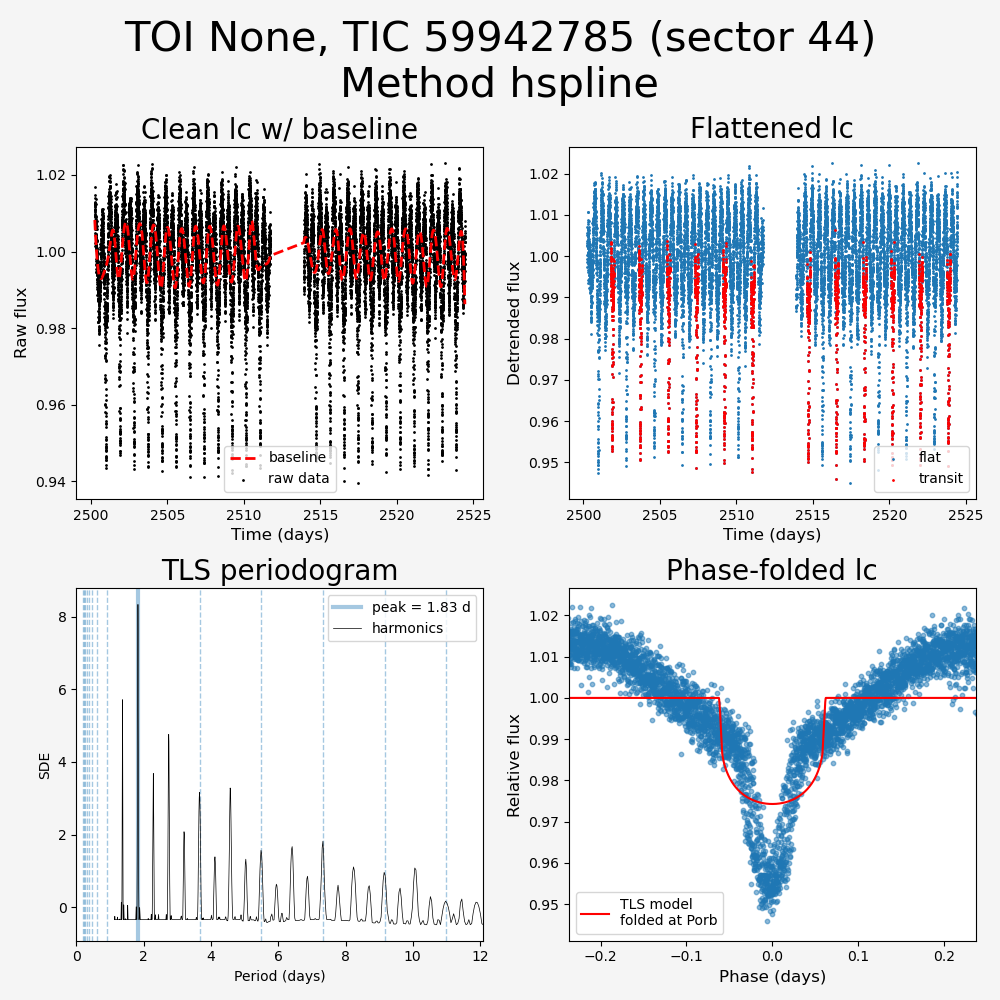 TOI None, TIC 59942785 (sector 44)
Method hspline
Clean lc w/ baseline
Raw flux
1.02
1.00
0.98
0.96
0.94
baseline
raw data
2500
2505
2510
2515
2520
2525
Time (days)
Flattened lc
Detrended flux
1.02
1.01
1.00
0.99
0.98
0.97
0.96
0.95
flat
transit
2500
2505
2510
2515
2520
2525
Time (days)
TLS periodogram
SDE
8
6
4
2
0
peak = 1.83 d
harmonics
0
2
4
6
8
10
12
Period (days)
Phase-folded lc
Relative flux
1.02
1.01
1.00
0.99
0.98
0.97
0.96
0.95
TLS model
folded at Porb
−0.2
−0.1
0.0
0.1
0.2
Phase (days)